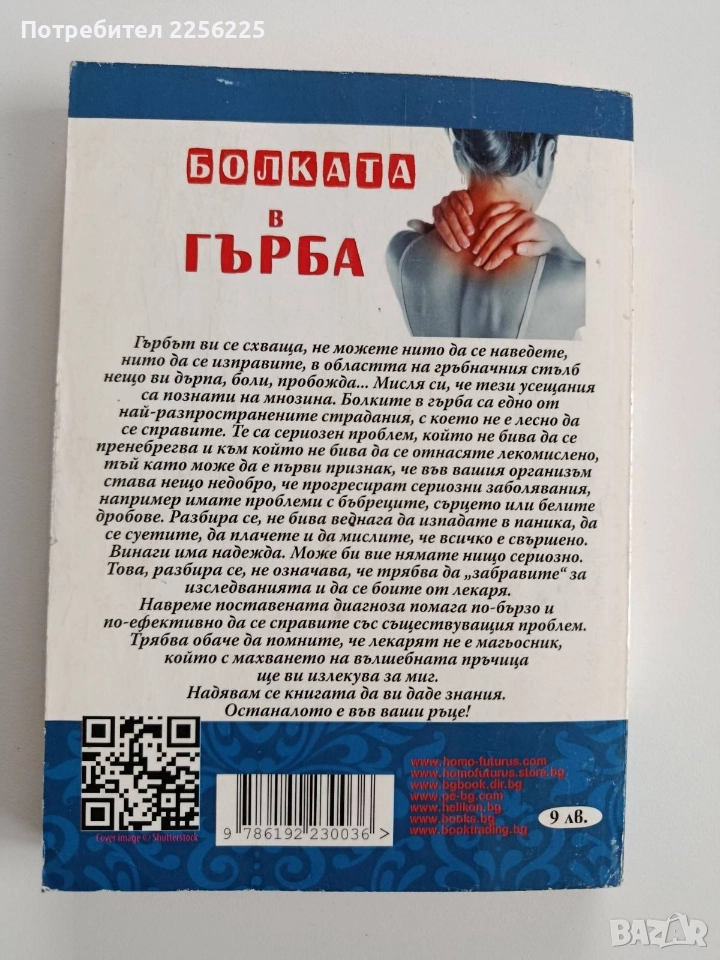 Потребител 2256225
БОЛКАТА
В
ГЪРБА
Гърбът ви се схваща, не можете нито да се наведете,
нито да се изправите, в областта на гръбначния стълб
нещо ви дърпа, боли, пробожда... Мисля си, че тези усещания
са познати на мнозина. Болките в гърба са едно от
най-разпространените страдания, с което не е лесно да
се справите. Те са сериозен проблем, който не бива да се
пренебрегва и към който не бива да се отнасяте лекомислено,
тъй като може да е първи признак, че във вашия организъм
става нещо недобро, че прогресират сериозни заболявания,
например имате проблеми с бъбреците, сърцето или белите
дробове. Разбира се, не бива веднага да изпадате в паника, да
се суетите, да плачете и да мислите, че всичко е свършено.
Винаги има надежда. Може би вие нямате нищо сериозно.
Това, разбира се, не означава, че трябва да „забравите“ за
изследванията и да се боите от лекаря.
Навреме поставената диагноза помага по-бързо и
по-ефективно да се справите със съществуващия проблем.
Трябва обаче да помните, че лекарят не е магьосник,
който с махването на вълшебната пръчица
ще ви излекува за миг.
Надявам се книгата да ви даде знания.
Останалото е във ваши ръце!
www.homo-futurus.com
www.homofuturus.store.bg
www.bgbook.dir.bg
www.pe-bg.com
www.helikon.bg
www.books.bg
www.booktrading.bg
9 лв.
9 786192 230036 >
Cover image © Shutterstock
BAZAR